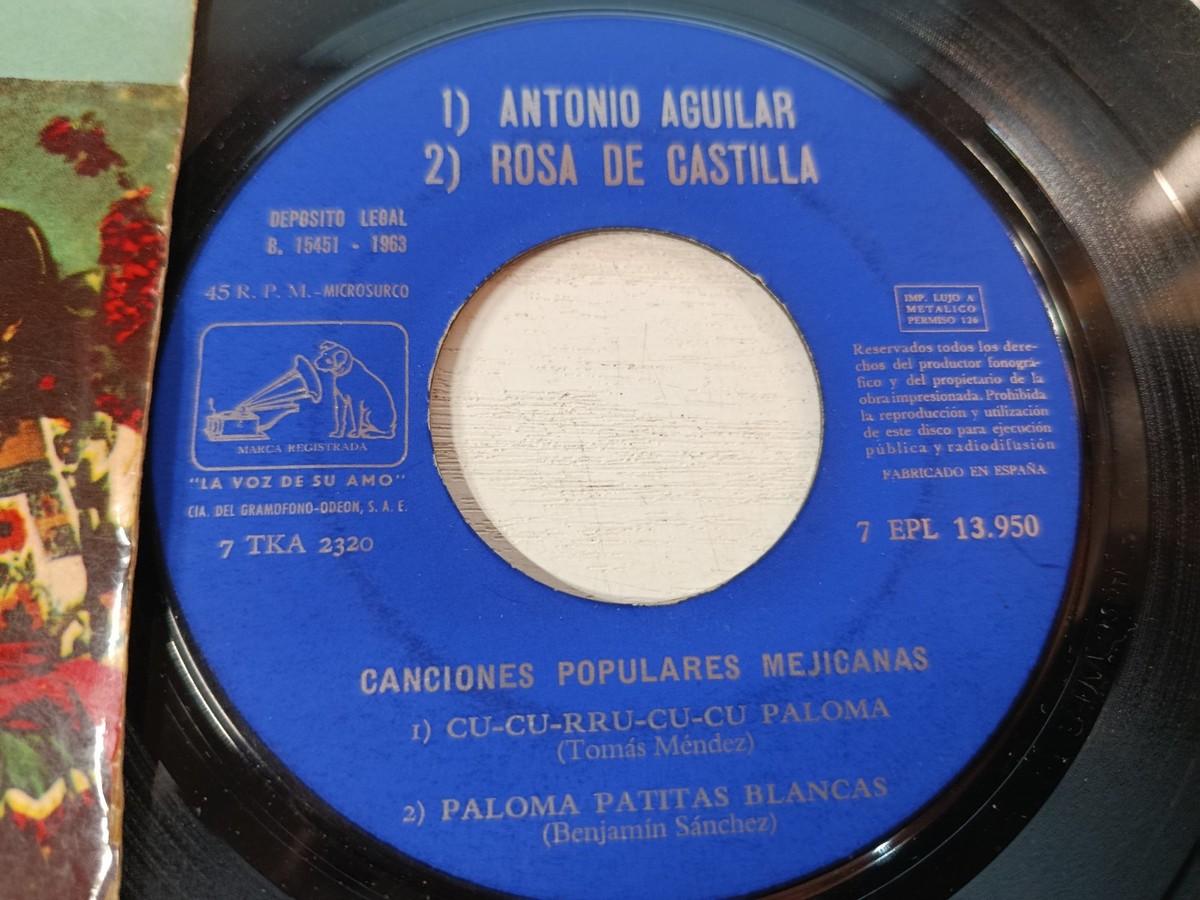 1) ANTONIO AGUILAR
2) ROSA DE CASTILLA
DEPOSITO LEGAL
B. 15451 - 1963
45 R. P. M.-MICROSURCO
MARCA REGISTRADA
"LA VOZ DE SU AMO"
CIA. DEL GRAMOFONO-ODEON, S. A. E.
7 TKA 2320
IMP. LUJO A
METALICO
PERMISO 126
Reservados todos los dere-
chos del productor fonográ-
fico y del propietario de la
obra impresionada. Prohibida
la reproducción y utilización
de este disco para ejecución
pública y radiodifusión
FABRICADO EN ESPAÑA
7 EPL 13.950
CANCIONES POPULARES MEJICANAS
1) CU-CU-RRU-CU-CU PALOMA
(Tomás Méndez)
2) PALOMA PATITAS BLANCAS
(Benjamín Sánchez)